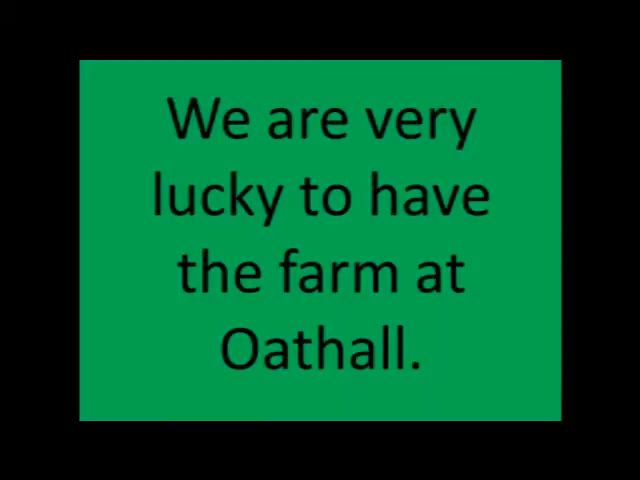 We are very
lucky to have
the farm at
Oathall.